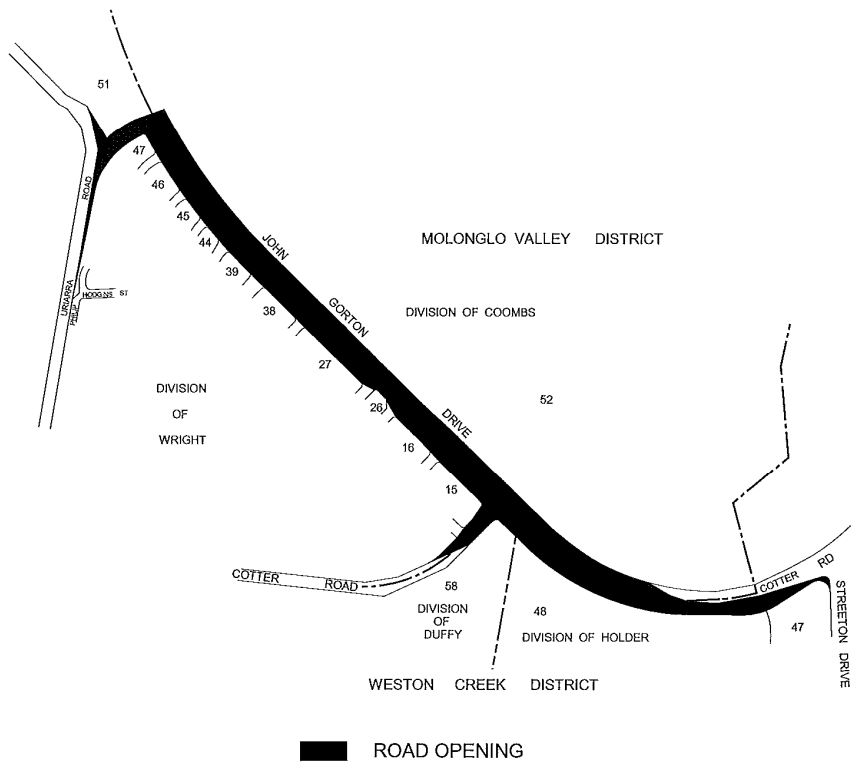 51
47
46
45
44
39
38
27
26
16
15
ROAD
URIARRA
PHILIP
HODGINS ST
JOHN
GORTON
DRIVE
MOLONGLO VALLEY DISTRICT
DIVISION OF COOMBS
52
DIVISION
OF
WRIGHT
COTTER ROAD
58
DIVISION
OF
DUFFY
48
DIVISION OF HOLDER
COTTER RD
47
STREETON DRIVE
WESTON CREEK DISTRICT
ROAD OPENING